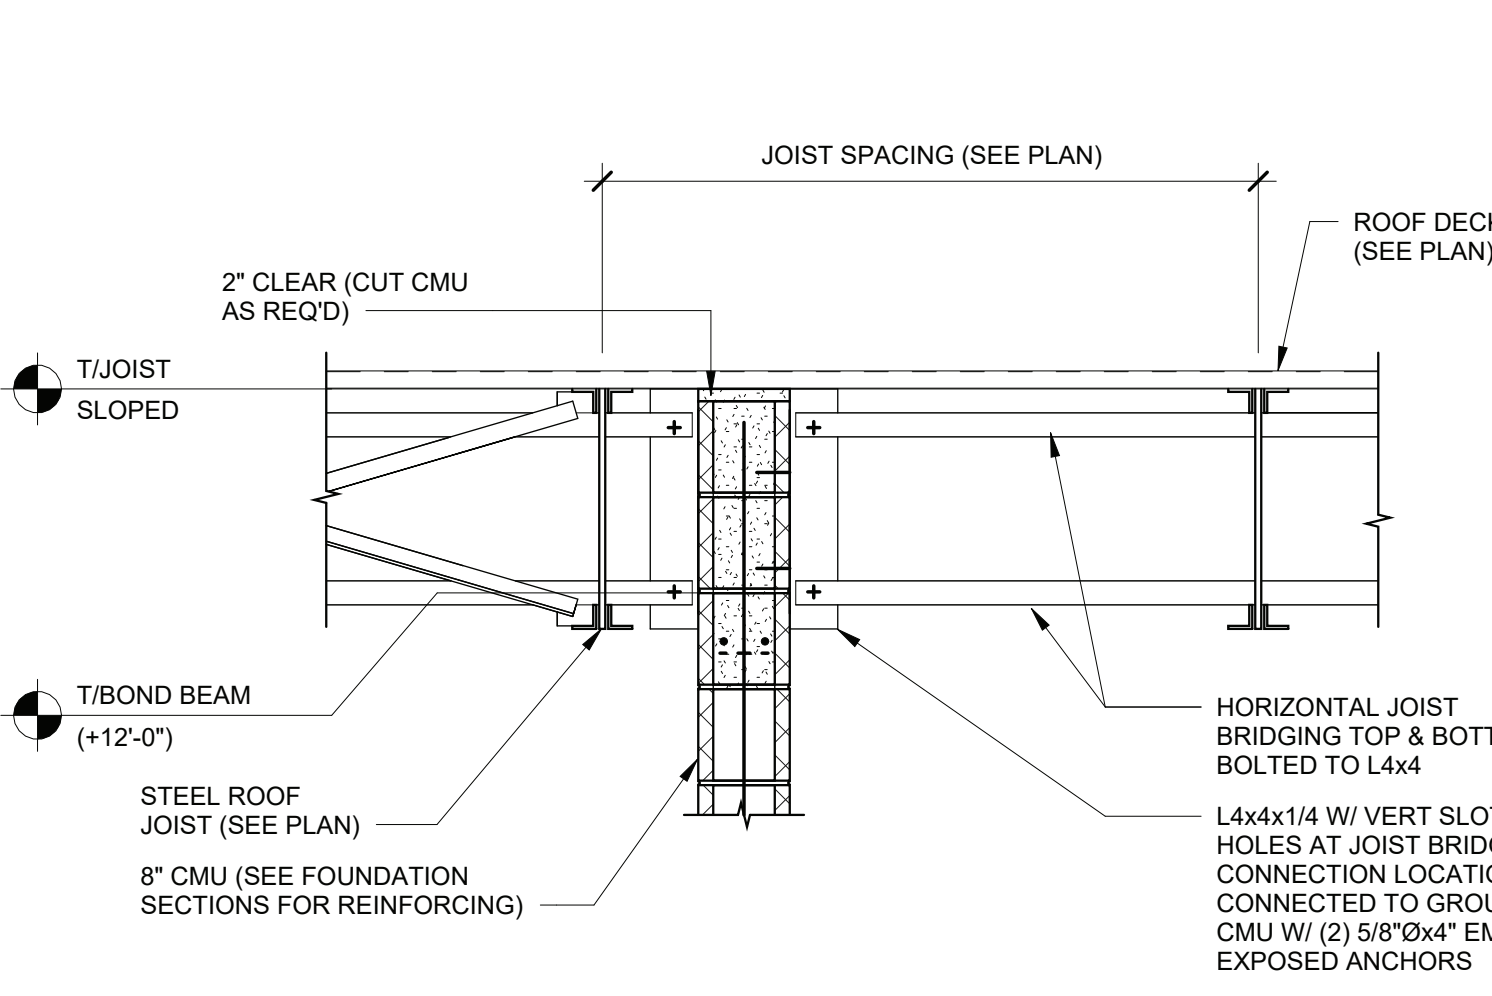 JOIST SPACING (SEE PLAN)
ROOF DECK
(SEE PLAN)
2" CLEAR (CUT CMU
AS REQ'D)
T/JOIST
SLOPED
T/BOND BEAM
(+12'-0")
STEEL ROOF
JOIST (SEE PLAN)
8" CMU (SEE FOUNDATION
SECTIONS FOR REINFORCING)
HORIZONTAL JOIST
BRIDGING TOP & BOTT
BOLTED TO L4x4
L4x4x1/4 W/ VERT SLOT
HOLES AT JOIST BRIDG
CONNECTION LOCATIO
CONNECTED TO GROU
CMU W/ (2) 5/8"Øx4" EM
EXPOSED ANCHORS